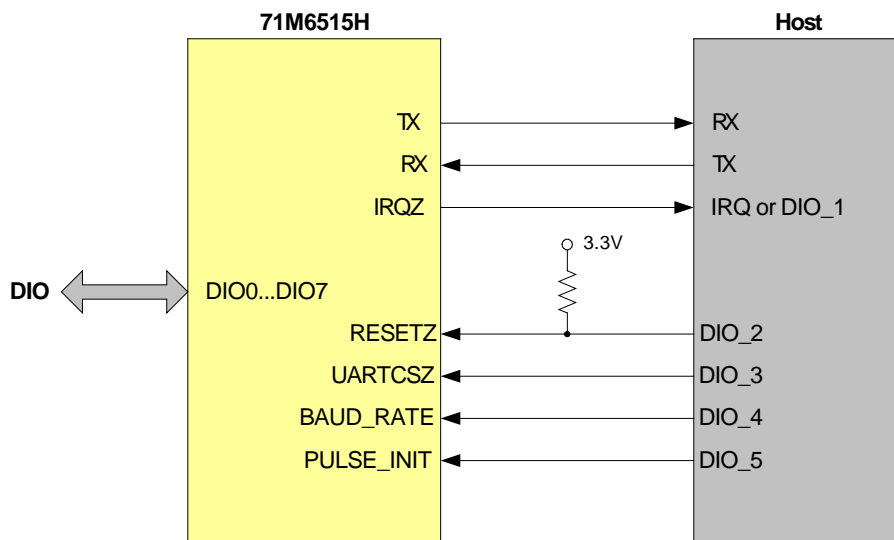 71M6515H
Host
TX
RX
RX
TX
IRQZ
IRQ or DIO_1
3.3V
DIO
DIO0...DIO7
RESETZ
DIO_2
UARTCSZ
DIO_3
BAUD_RATE
DIO_4
PULSE_INIT
DIO_5